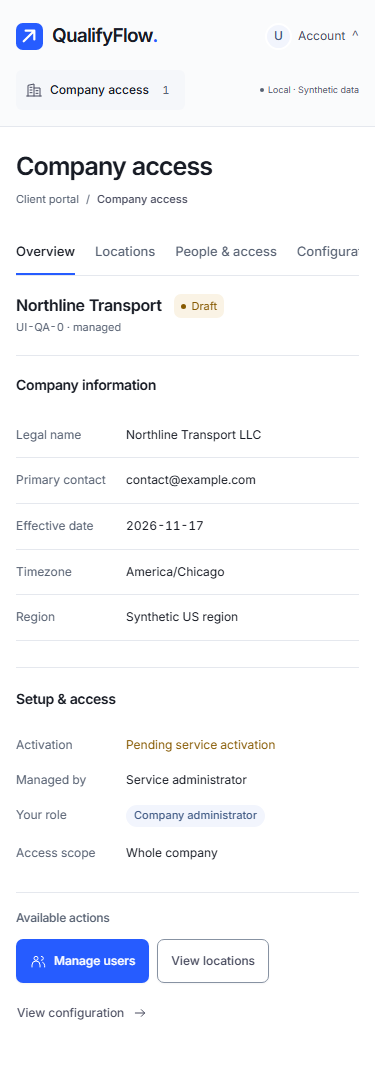 QualifyFlow.
U Account ^
Company access 1
Local · Synthetic data
Company access
Client portal / Company access
Overview Locations People & access Configurat
Northline Transport
Draft
UI-QA-0 · managed
Company information
Legal name Northline Transport LLC
Primary contact contact@example.com
Effective date 2026-11-17
Timezone America/Chicago
Region Synthetic US region
Setup & access
Activation Pending service activation
Managed by Service administrator
Your role Company administrator
Access scope Whole company
Available actions
Manage users View locations
View configuration →